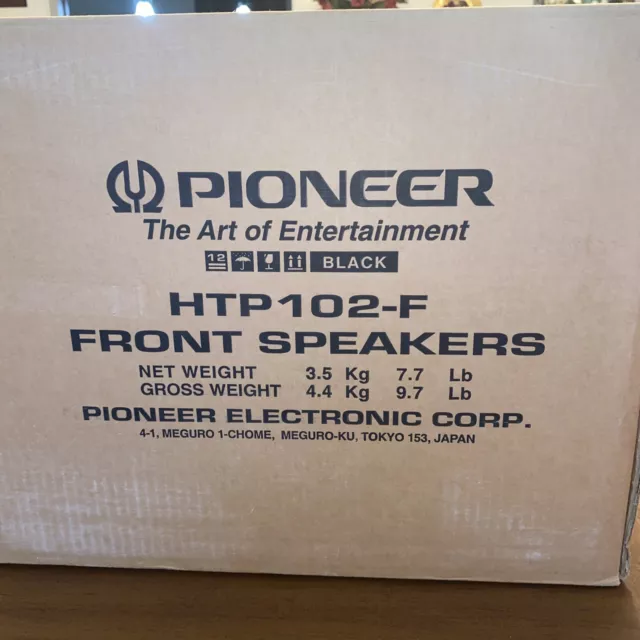 PIONEER
The Art of Entertainment
12 BLACK
HTP102-F
FRONT SPEAKERS
NET WEIGHT 3.5 Kg 7.7 Lb
GROSS WEIGHT 4.4 Kg 9.7 Lb
PIONEER ELECTRONIC CORP.
4-1, MEGURO 1-CHOME, MEGURO-KU, TOKYO 153, JAPAN